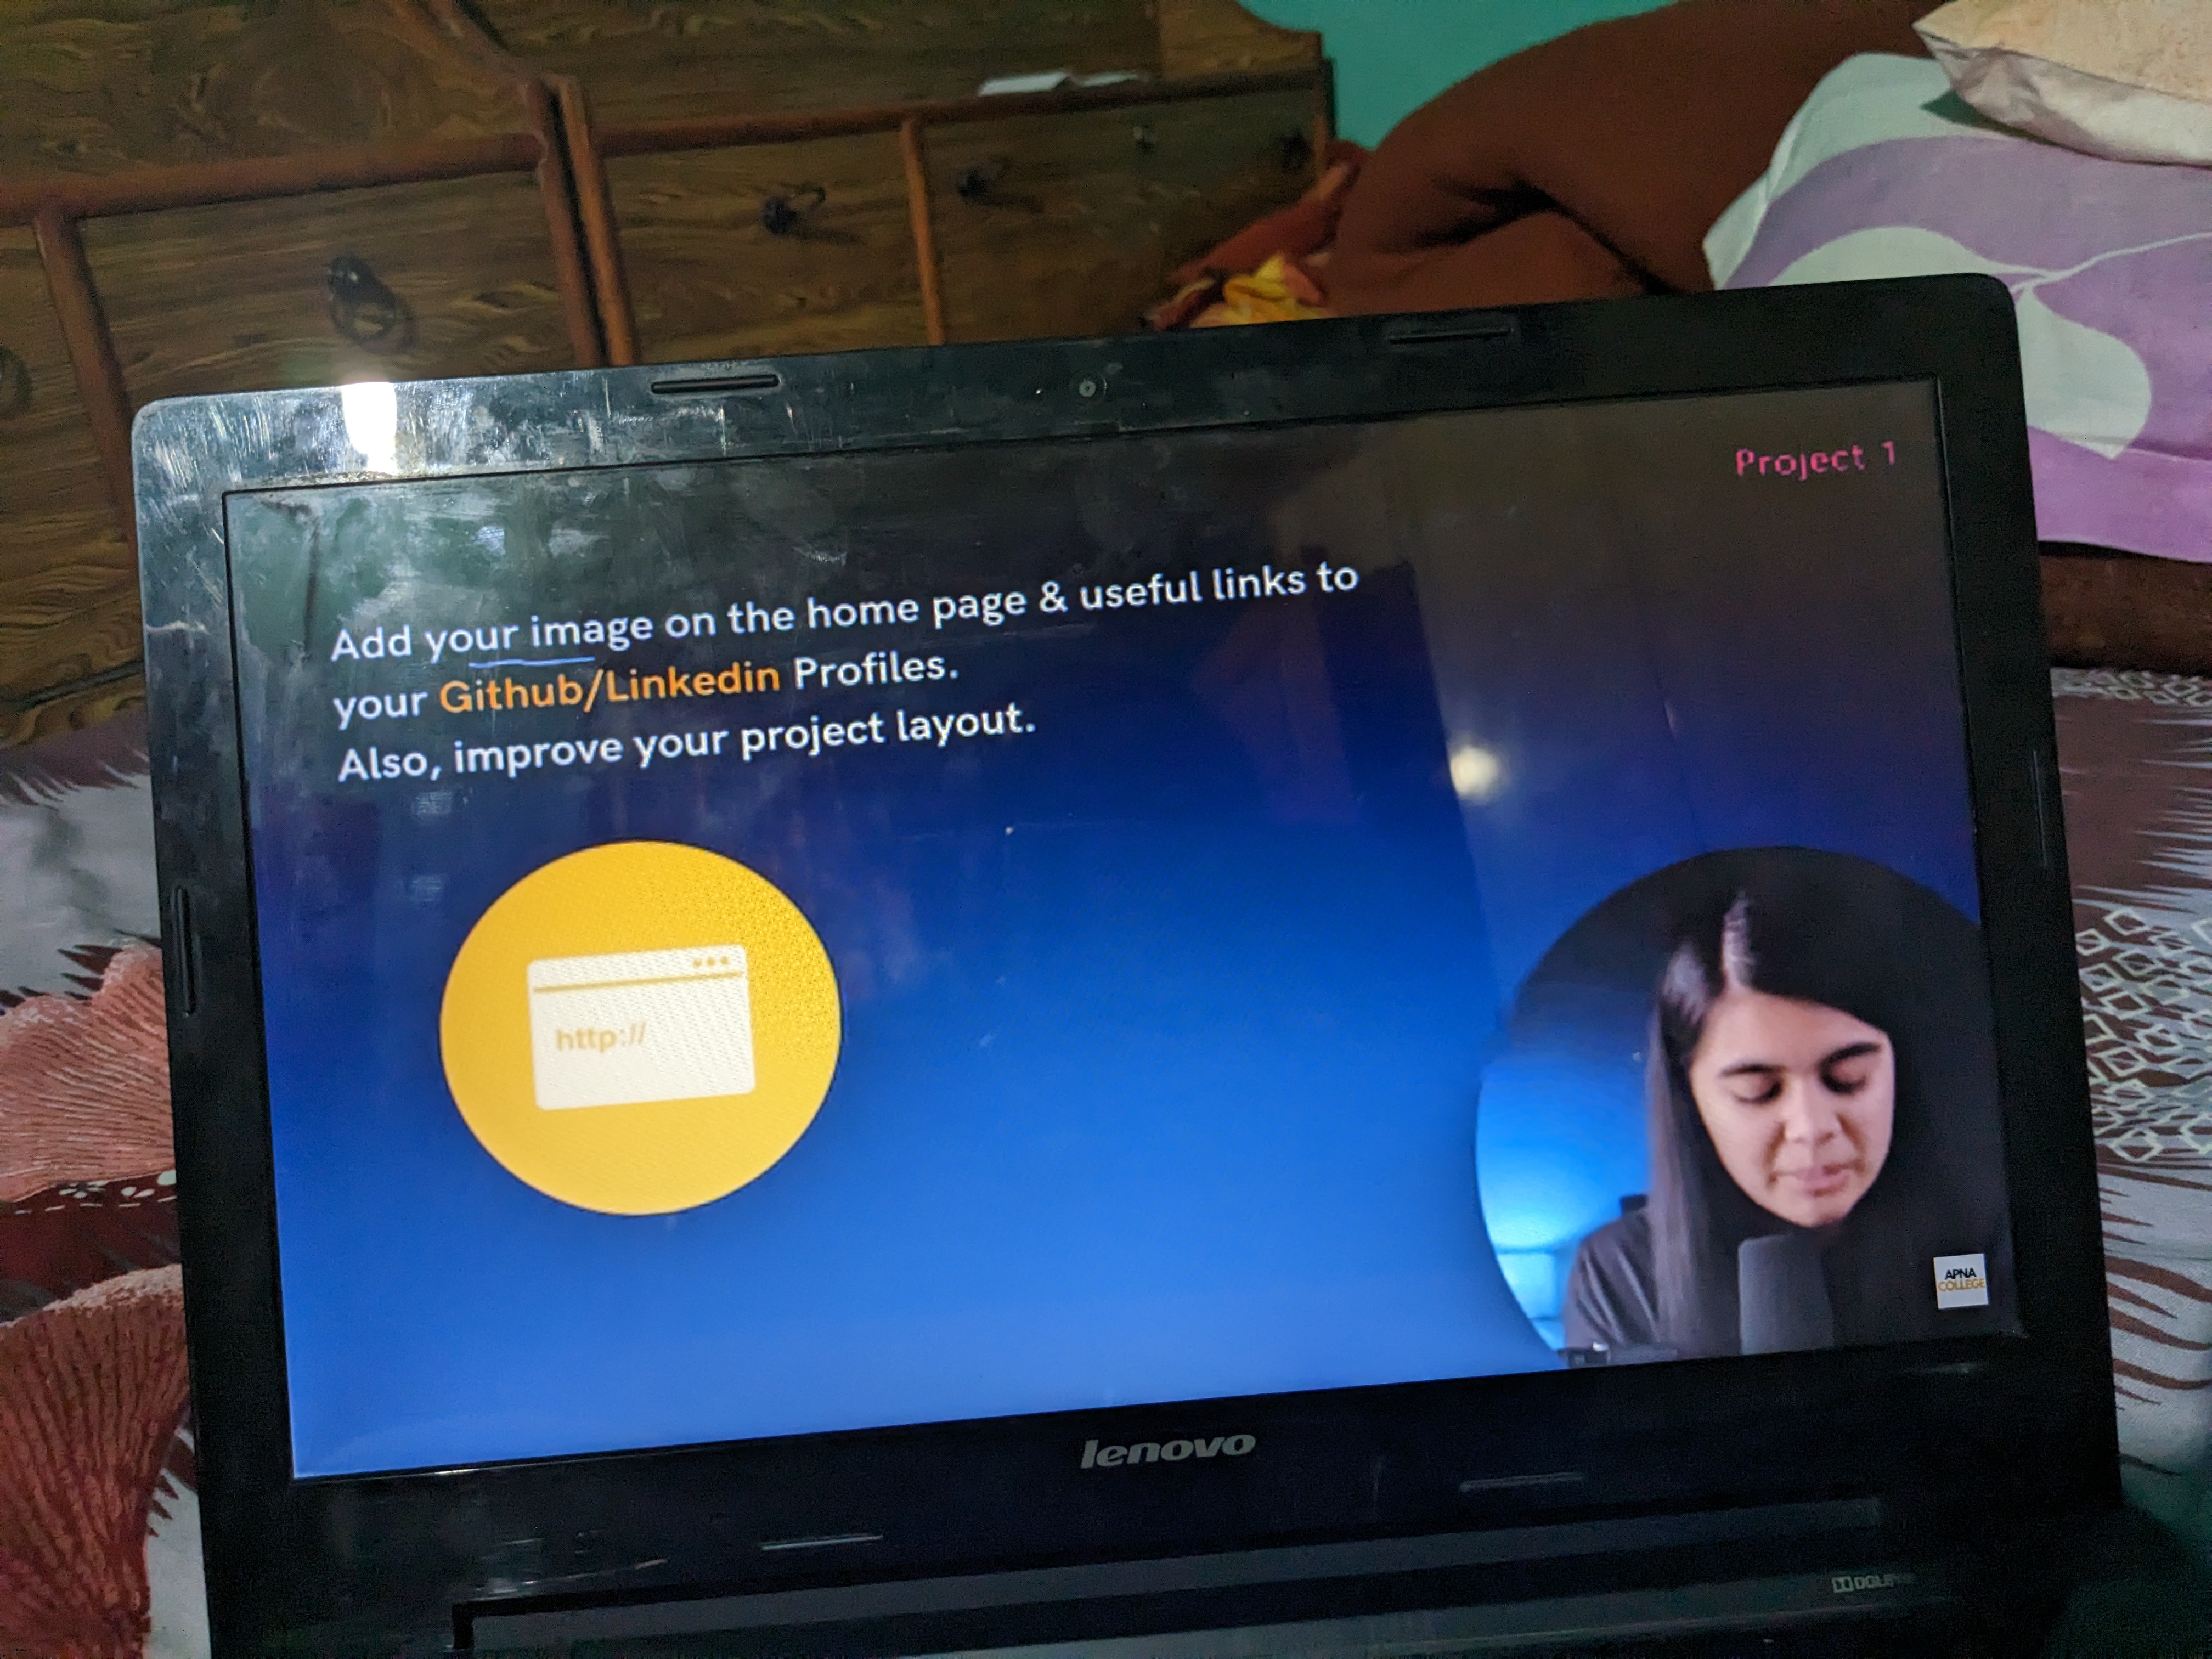 Project 1
Add your image on the home page & useful links to
your Github/Linkedin Profiles.
Also, improve your project layout.
http://
APNA
COLLEGE
lenovo